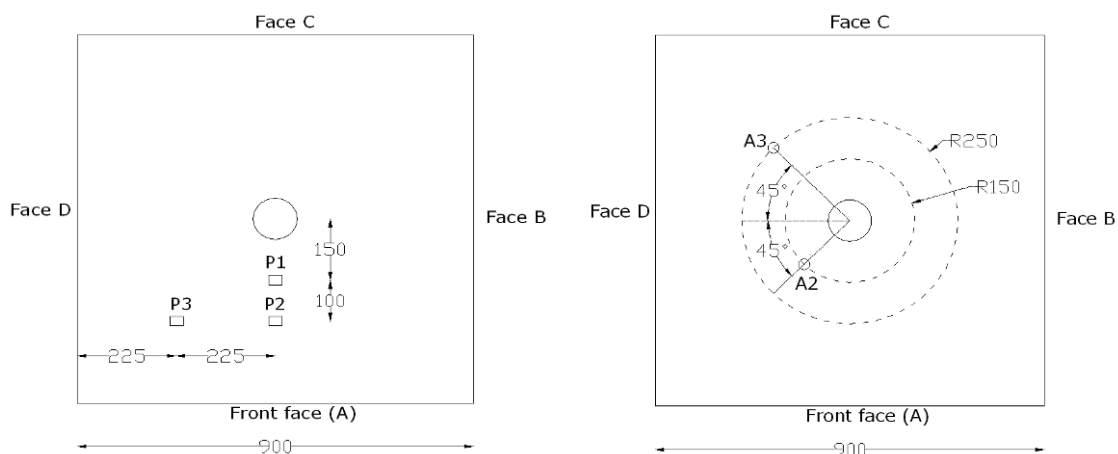 Face C
Face D
Face B
150
P1
100
P3
P2
225
225
Front face (A)
900
Face C
A3
R250
45°
R150
Face D
Face B
45°
A2
Front face (A)
900